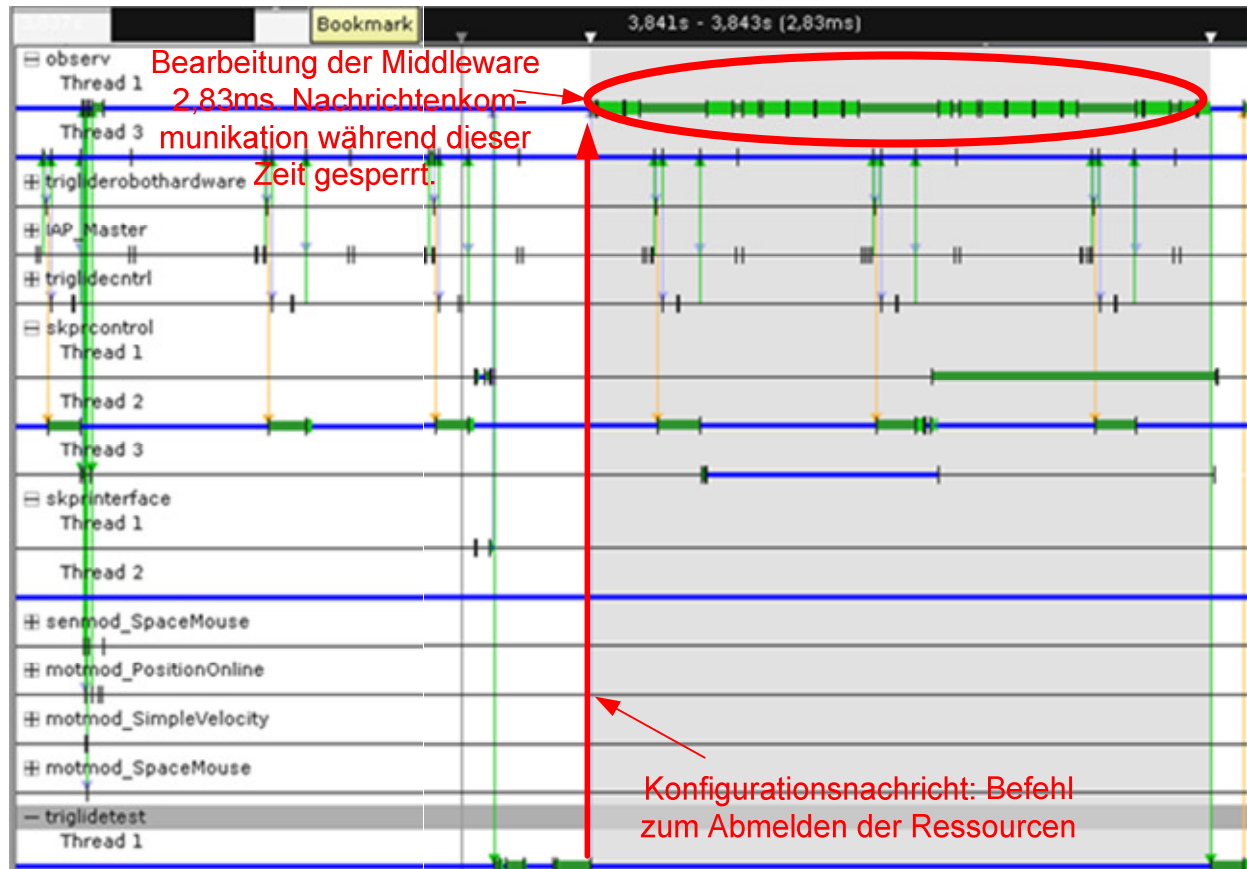 Bookmark
3,841s - 3,843s (2,83ms)
observ
Thread 1
Bearbeitung der Middleware
2,83ms. Nachrichtenkom-
munikation während dieser
Zeit gesperrt.
Thread 3
trigliderobothardware
IAP_Master
triglidecntrl
skprcontrol
Thread 1
Thread 2
Thread 3
skprinterface
Thread 1
Thread 2
senmod_SpaceMouse
motmod_PositionOnline
motmod_SimpleVelocity
motmod_SpaceMouse
Konfigurationsnachricht: Befehl
zum Abmelden der Ressourcen
triglidetest
Thread 1